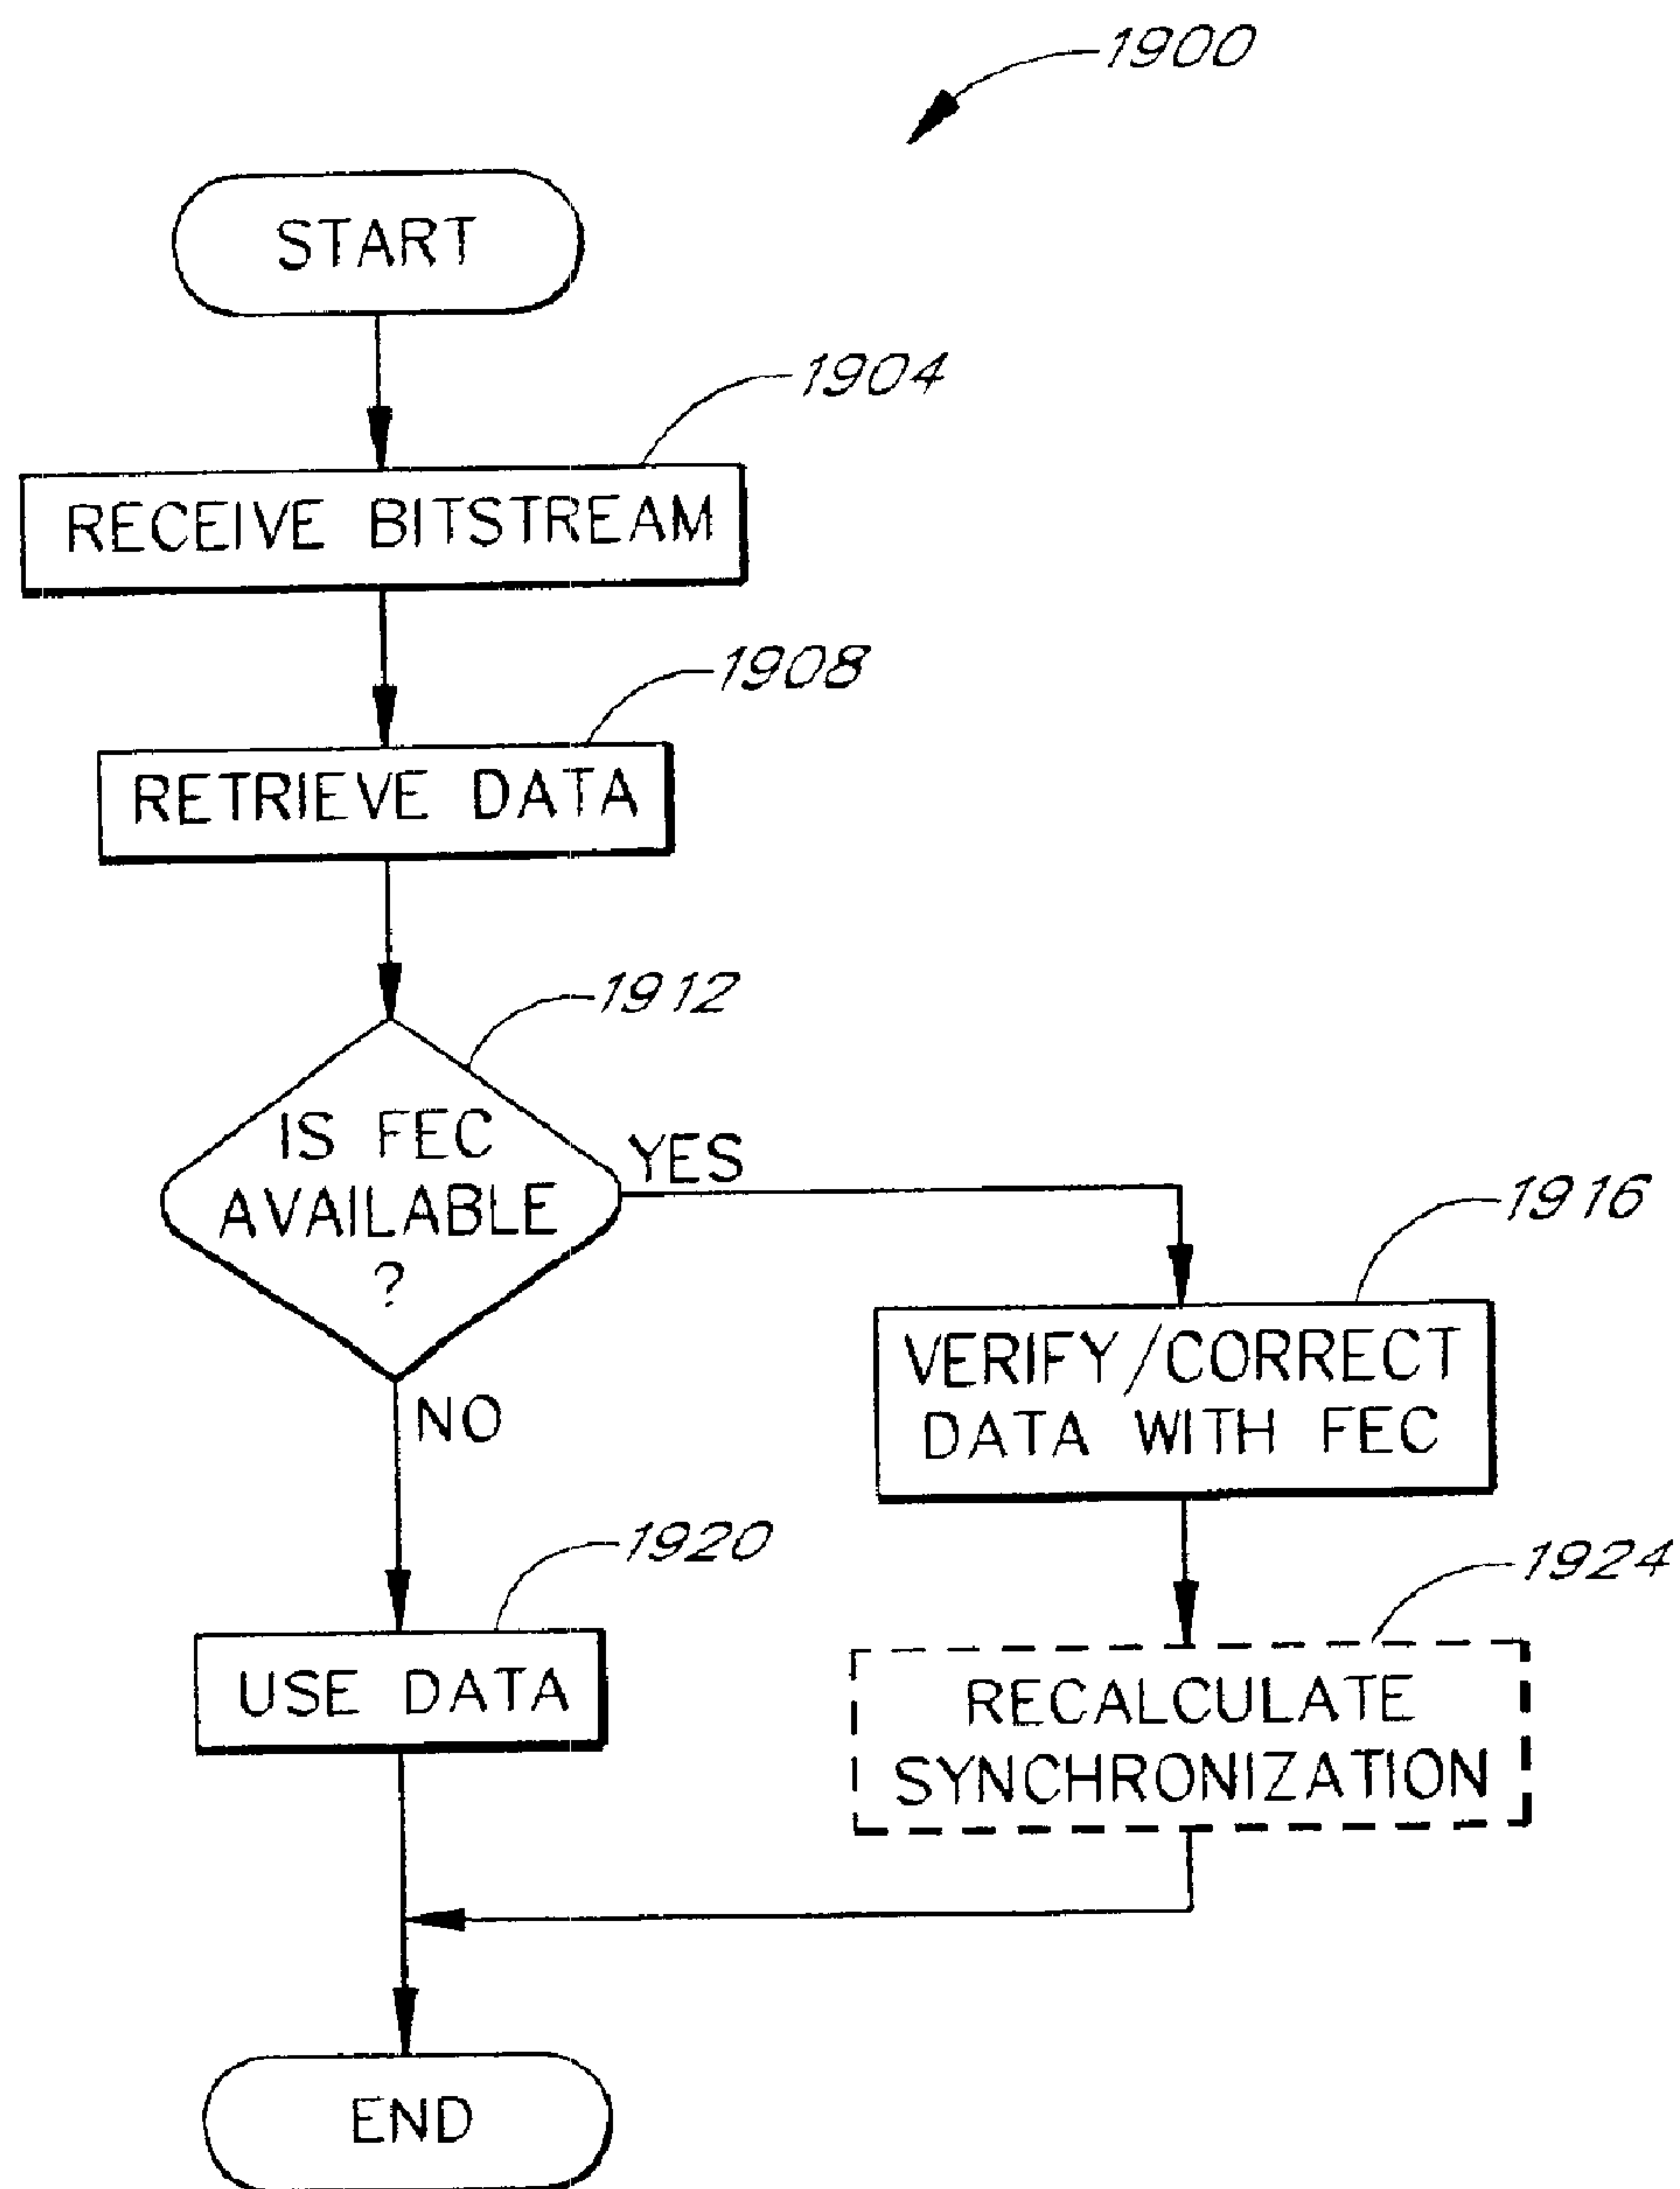 1900
START
1904
RECEIVE BITSTREAM
1908
RETRIEVE DATA
1912
IS FEC
AVAILABLE
?
YES
NO
1916
VERIFY/CORRECT
DATA WITH FEC
1920
USE DATA
1924
RECALCULATE
SYNCHRONIZATION
END